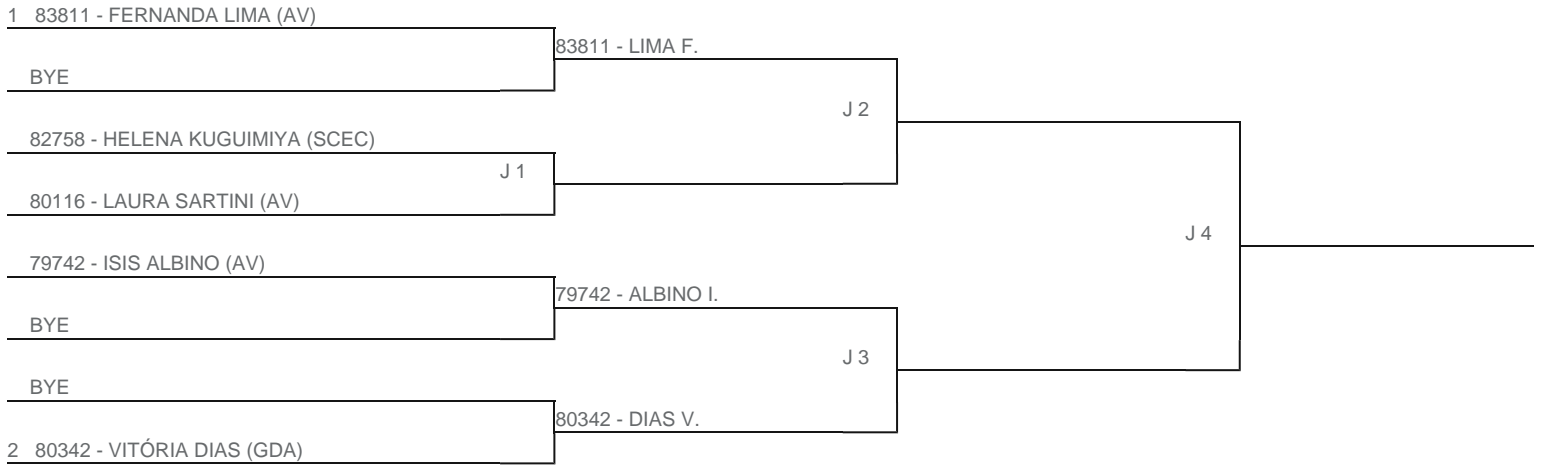 1 83811 - FERNANDA LIMA (AV)
83811 - LIMA F.
BYE
J 2
82758 - HELENA KUGUIMIYA (SCEC)
J 1
80116 - LAURA SARTINI (AV)
J 4
79742 - ISIS ALBINO (AV)
79742 - ALBINO I.
BYE
J 3
BYE
80342 - DIAS V.
2 80342 - VITÓRIA DIAS (GDA)